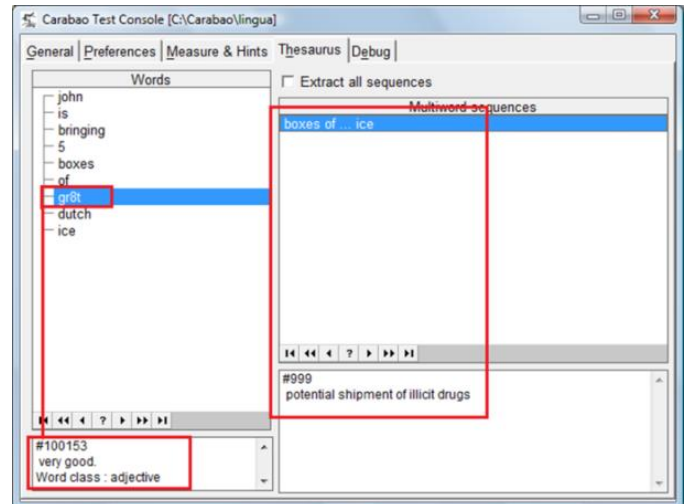 Carabao Test Console [C:\Carabao\lingua]
General Preferences Measure & Hints Thesaurus Debug
Words
john
is
bringing
5
boxes
of
gr8t
dutch
ice
#100153
very good.
Word class : adjective
Extract all sequences
Multiword sequences
boxes of ... ice
?
#999
potential shipment of illicit drugs